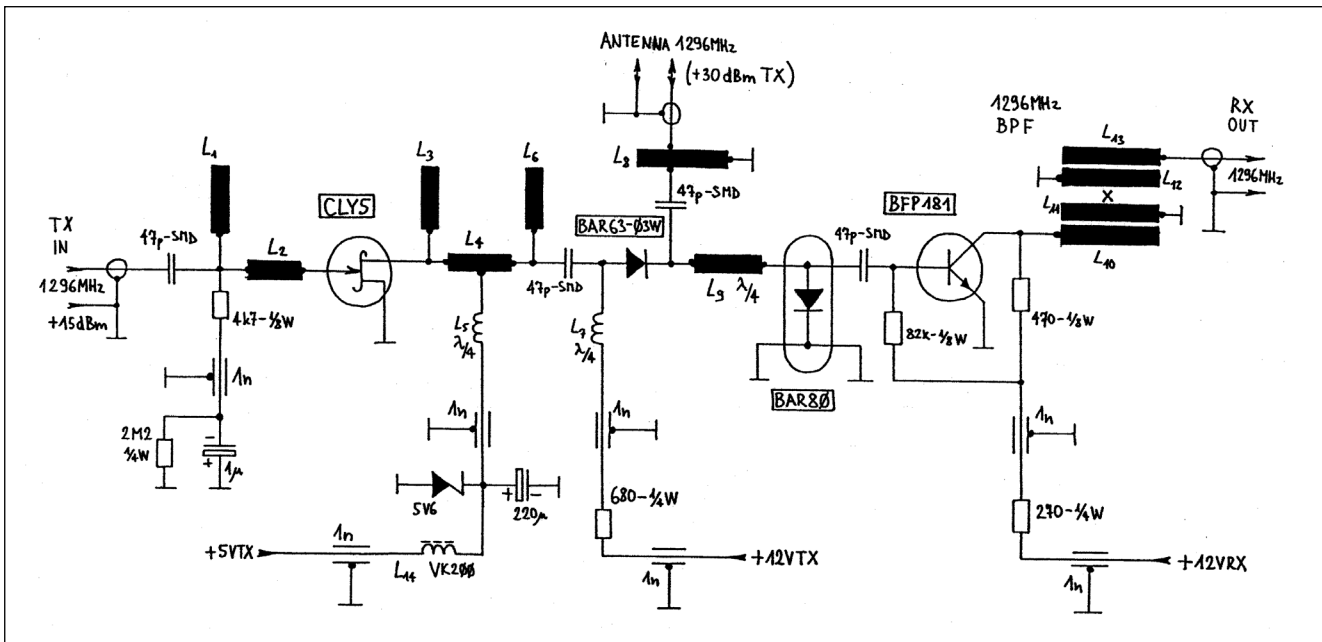 ANTENNA 1296MHz
(+30dBm TX)
1296MHz
BPF
RX
OUT
1296MHz
L13
L12
L11
X
L10
L1
L3
L6
L8
47p-SMD
CLY5
BAR63-03W
BFP181
TX
IN
1296MHz
+15dBm
47p-SMD
L2
L4
47p-SMD
L9 λ/4
47p-SMD
4k7-1/8W
L5
λ/4
L7
λ/4
82k-1/8W
470-1/8W
BAR80
1n
1n
1n
1n
2M2
1/4W
-
+
1µ
5V6
+
-
220µ
680-1/4W
270-1/4W
+5VTX
1n
L14
VK200
1n
+12VTX
1n
+12VRX